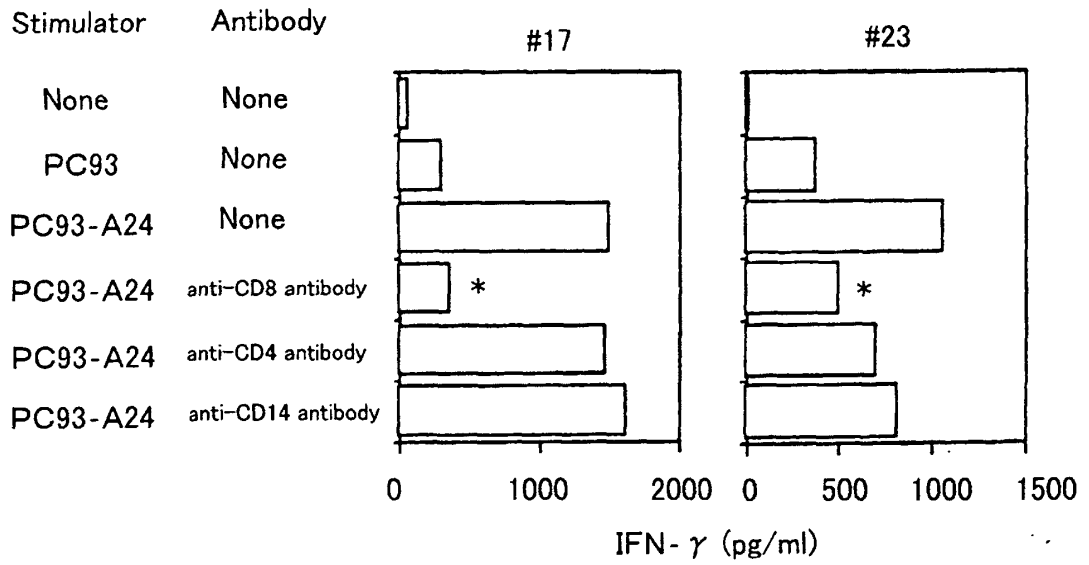 Stimulator Antibody #17 #23
None None
PC93 None
PC93-A24 None
PC93-A24 anti-CD8 antibody * *
PC93-A24 anti-CD4 antibody
PC93-A24 anti-CD14 antibody
0 1000 2000 0 500 1000 1500
IFN-γ (pg/ml)